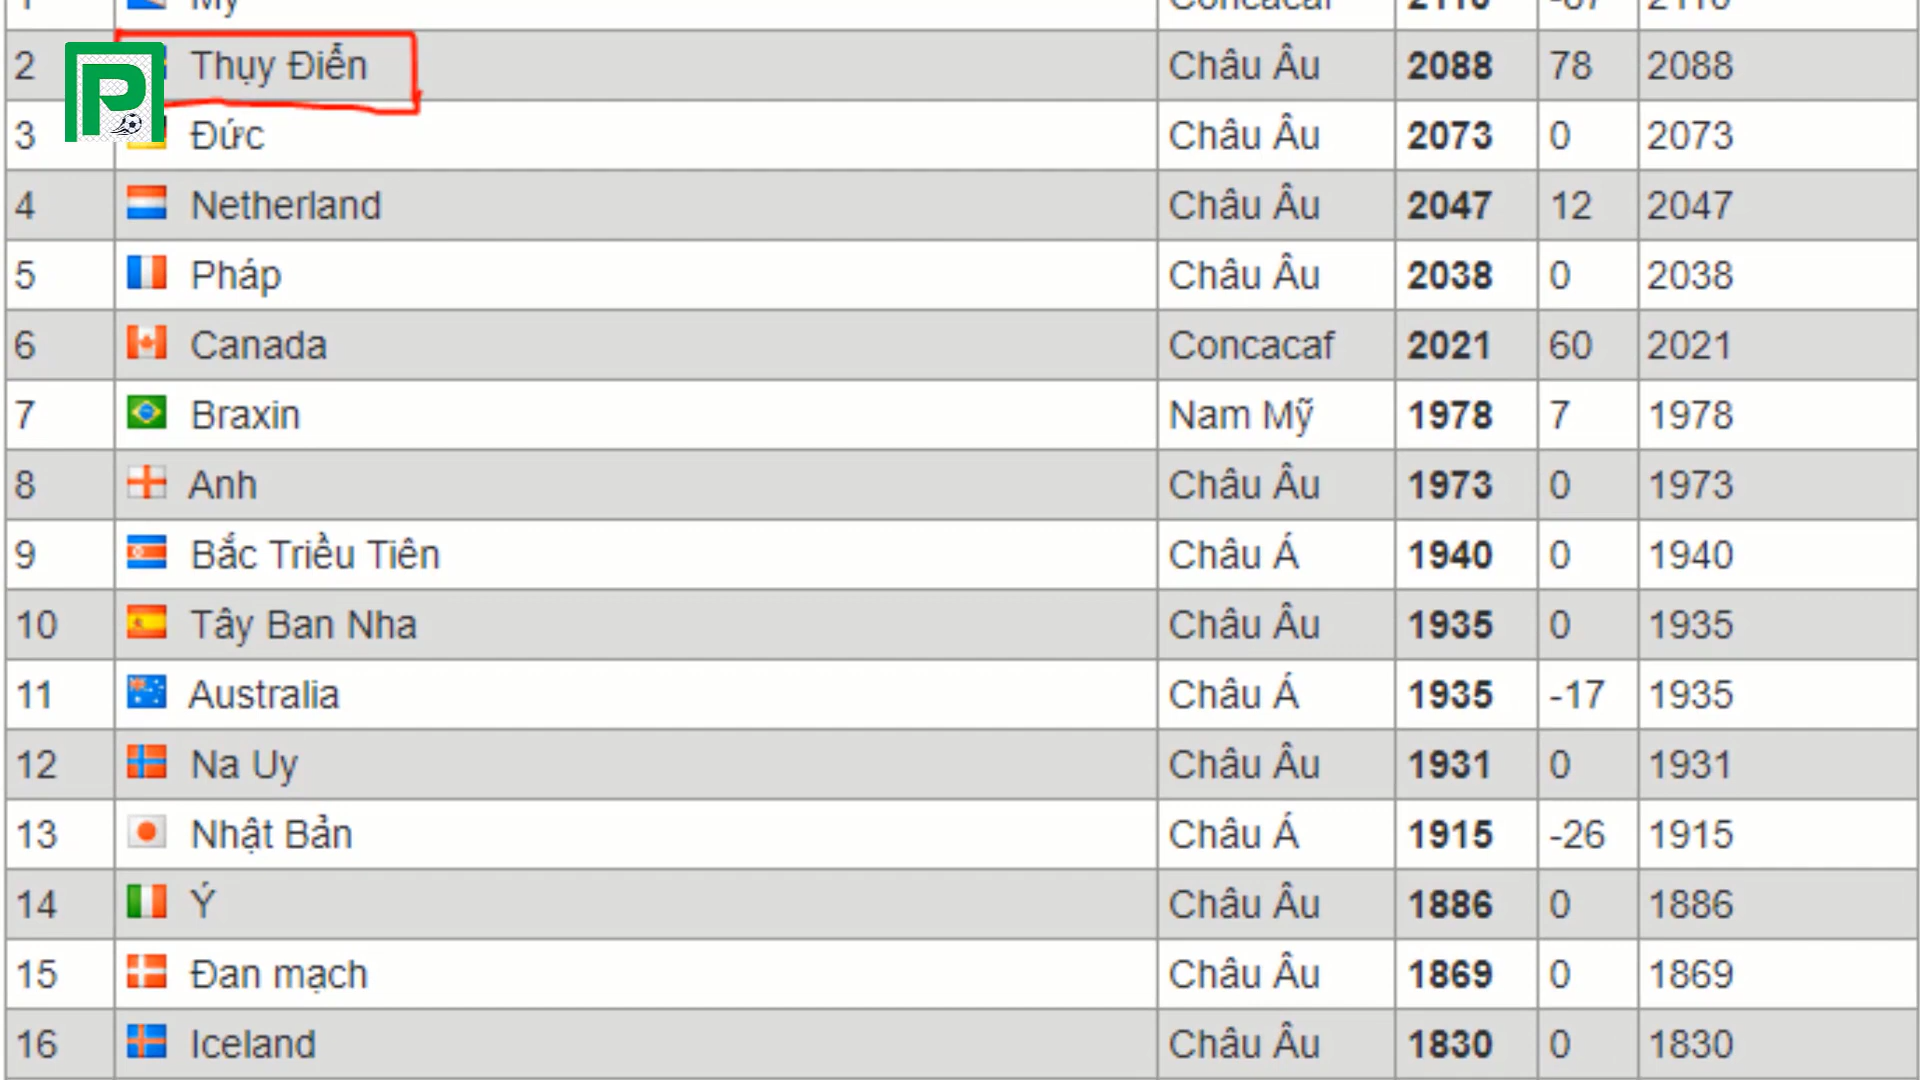 2 Thụy Điển Châu Âu 2088 78 2088
P
3 Đức Châu Âu 2073 0 2073
4 Netherland Châu Âu 2047 12 2047
5 Pháp Châu Âu 2038 0 2038
6 Canada Concacaf 2021 60 2021
7 Braxin Nam Mỹ 1978 7 1978
8 Anh Châu Âu 1973 0 1973
9 Bắc Triều Tiên Châu Á 1940 0 1940
10 Tây Ban Nha Châu Âu 1935 0 1935
11 Australia Châu Á 1935 -17 1935
12 Na Uy Châu Âu 1931 0 1931
13 Nhật Bản Châu Á 1915 -26 1915
14 Ý Châu Âu 1886 0 1886
15 Đan mạch Châu Âu 1869 0 1869
16 Iceland Châu Âu 1830 0 1830